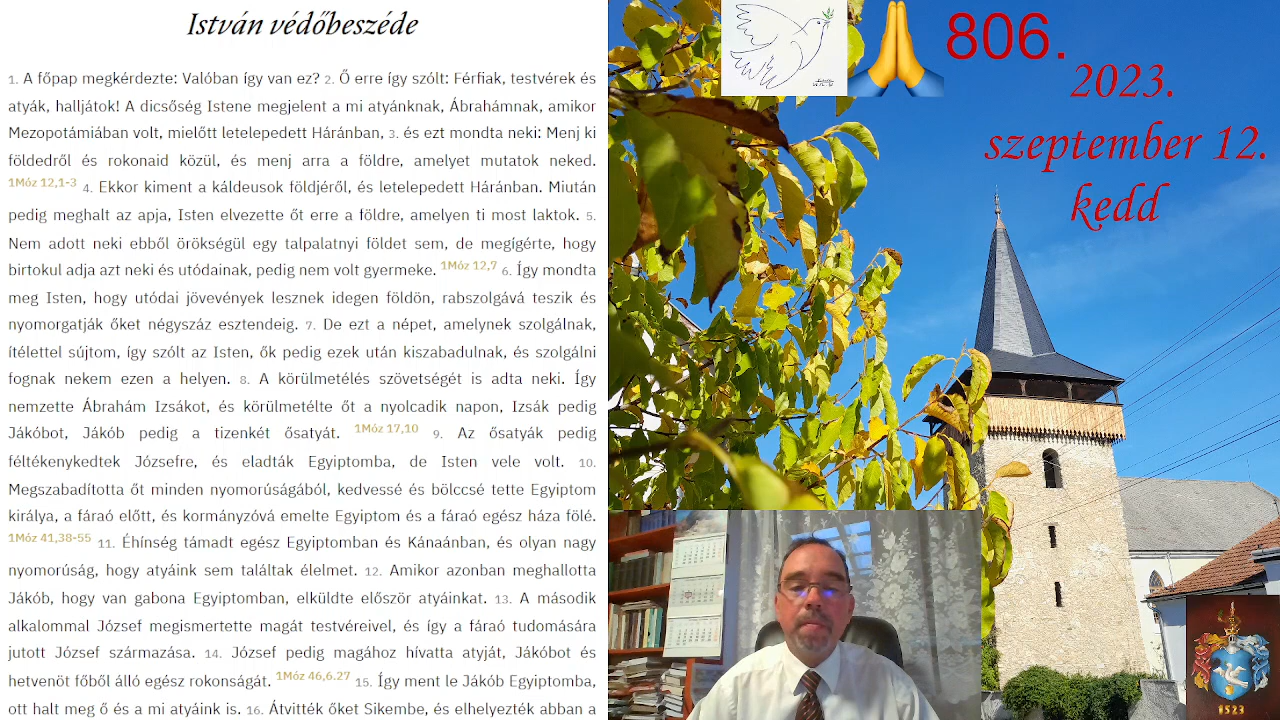 István védőbeszéde
1. A főpap megkérdezte: Valóban így van ez? 2. Ő erre így szólt: Férfiak, testvérek és
atyák, halljátok! A dicsőség Istene megjelent a mi atyánknak, Ábrahámnak, amikor
Mezopotámiában volt, mielőtt letelepedett Háránban, 3. és ezt mondta neki: Menj ki
földedről és rokonaid közül, és menj arra a földre, amelyet mutatok neked.
1Móz 12,1-3 4. Ekkor kiment a káldeusok földjéről, és letelepedett Háránban. Miután
pedig meghalt az apja, Isten elvezette őt erre a földre, amelyen ti most laktok. 5.
Nem adott neki ebből örökségül egy talpalatnyi földet sem, de megígérte, hogy
birtokul adja azt neki és utódainak, pedig nem volt gyermeke. 1Móz 12,7 6. Így mondta
meg Isten, hogy utódai jövevények lesznek idegen földön, rabszolgává teszik és
nyomorgatják őket négyszáz esztendeig. 7. De ezt a népet, amelynek szolgálnak,
ítélettel sújtom, így szólt az Isten, ők pedig ezek után kiszabadulnak, és szolgálni
fognak nekem ezen a helyen. 8. A körülmetélés szövetségét is adta neki. Így
nemzette Ábrahám Izsákot, és körülmetélte őt a nyolcadik napon, Izsák pedig
Jákóbot, Jákób pedig a tizenkét ősatyát. 1Móz 17,10 9. Az ősatyák pedig
féltékenykedtek Józsefre, és eladták Egyiptomba, de Isten vele volt. 10.
Megszabadította őt minden nyomorúságából, kedvessé és bölccsé tette Egyiptom
királya, a fáraó előtt, és kormányzóvá emelte Egyiptom és a fáraó egész háza fölé.
1Móz 41,38-55 11. Éhínség támadt egész Egyiptomban és Kánaánban, és olyan nagy
nyomorúság, hogy atyáink sem találtak élelmet. 12. Amikor azonban meghallotta
Jákób, hogy van gabona Egyiptomban, elküldte először atyáinkat. 13. A második
alkalommal József megismertette magát testvéreivel, és így a fáraó tudomására
jutott József származása. 14. József pedig magához hívatta atyját, Jákóbot és
hetvenöt főből álló egész rokonságát. 1Móz 46,6.27 15. Így ment le Jákób Egyiptomba,
ott halt meg ő és a mi atyáink is. 16. Átvitték őket Sikembe, és elhelyezték abban a
806.
2023.
szeptember 12.
kedd
1523